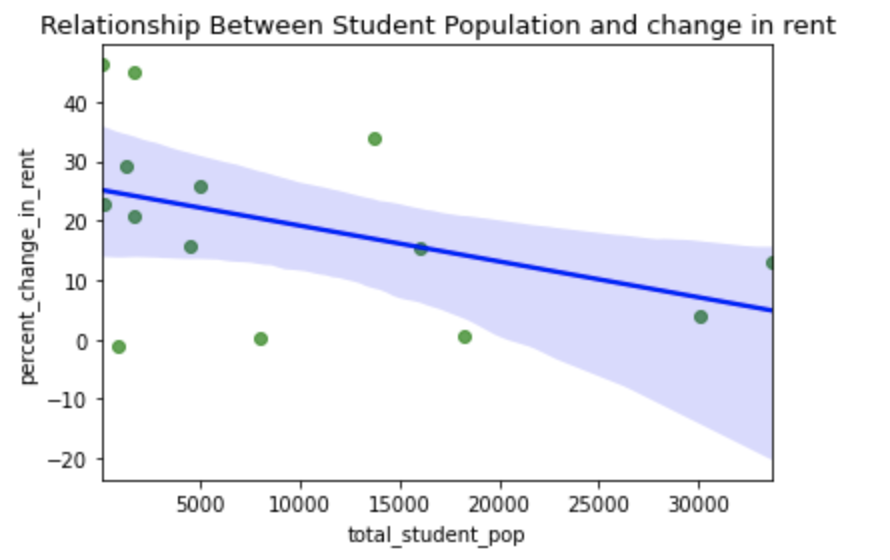 Relationship Between Student Population and change in rent
40
30
20
10
0
−10
−20
percent_change_in_rent
5000 10000 15000 20000 25000 30000
total_student_pop